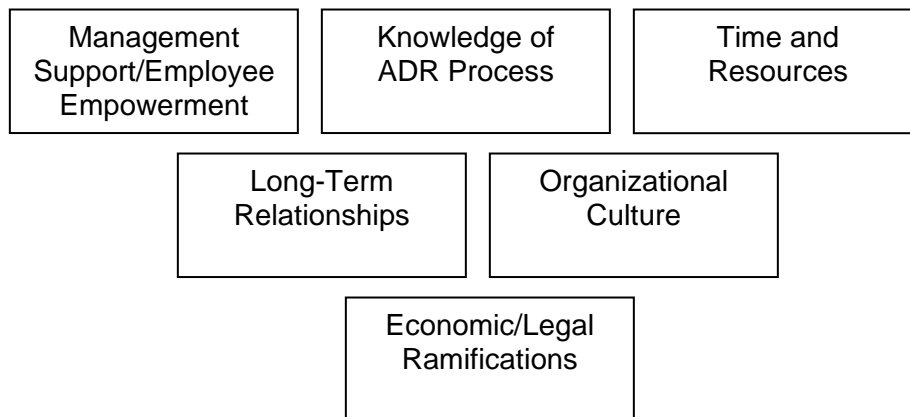 Management
Support/Employee
Empowerment
Knowledge of
ADR Process
Time and
Resources
Long-Term
Relationships
Organizational
Culture
Economic/Legal
Ramifications